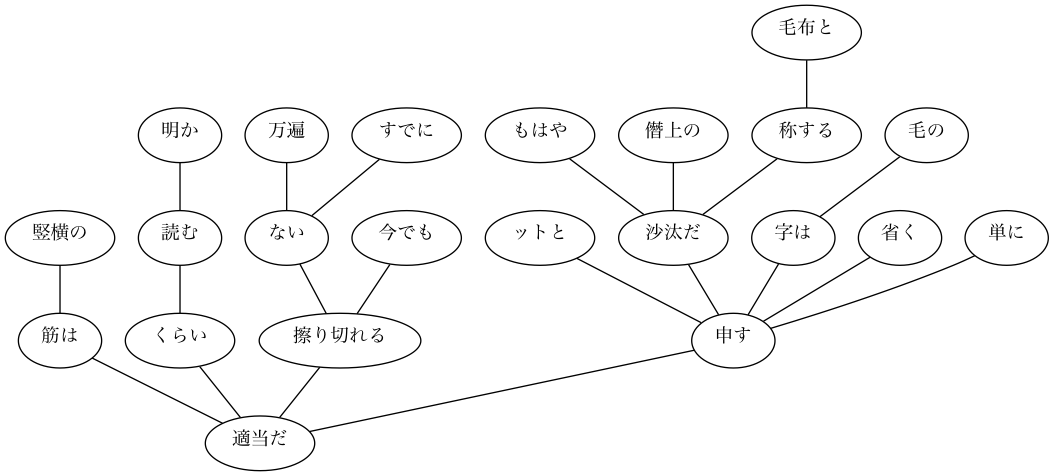 毛布と
明か
万遍
すでに
もはや
僭上の
称する
毛の
竪横の
読む
ない
今でも
ットと
沙汰だ
字は
省く
単に
筋は
くらい
擦り切れる
申す
適当だ